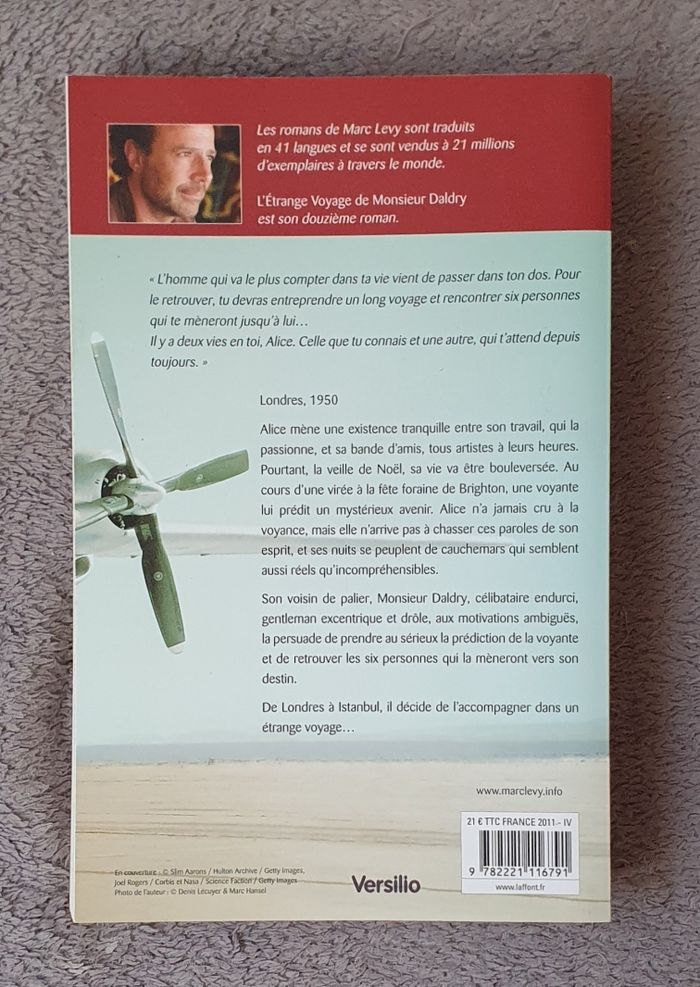 Les romans de Marc Levy sont traduits
en 41 langues et se sont vendus à 21 millions
d'exemplaires à travers le monde.
L'Étrange Voyage de Monsieur Daldry
est son douzième roman.
« L'homme qui va le plus compter dans ta vie vient de passer dans ton dos. Pour
le retrouver, tu devras entreprendre un long voyage et rencontrer six personnes
qui te mèneront jusqu'à lui...
Il y a deux vies en toi, Alice. Celle que tu connais et une autre, qui t'attend depuis
toujours. »
Londres, 1950
Alice mène une existence tranquille entre son travail, qui la
passionne, et sa bande d'amis, tous artistes à leurs heures.
Pourtant, la veille de Noël, sa vie va être bouleversée. Au
cours d'une virée à la fête foraine de Brighton, une voyante
lui prédit un mystérieux avenir. Alice n'a jamais cru à la
voyance, mais elle n'arrive pas à chasser ces paroles de son
esprit, et ses nuits se peuplent de cauchemars qui semblent
aussi réels qu'incompréhensibles.
Son voisin de palier, Monsieur Daldry, célibataire endurci,
gentleman excentrique et drôle, aux motivations ambiguës,
la persuade de prendre au sérieux la prédiction de la voyante
et de retrouver les six personnes qui la mèneront vers son
destin.
De Londres à Istanbul, il décide de l'accompagner dans un
étrange voyage...
www.marclevy.info
21 € TTC FRANCE 2011 - IV
9 782221 116791
www.laffont.fr
En couverture : © Slim Aarons / Hulton Archive / Getty Images,
Joel Rogers / Corbis et Nasa / Science Faction / Getty Images
Photo de l'auteur : © Denis Lécuyer & Marc Hansel
Versilio